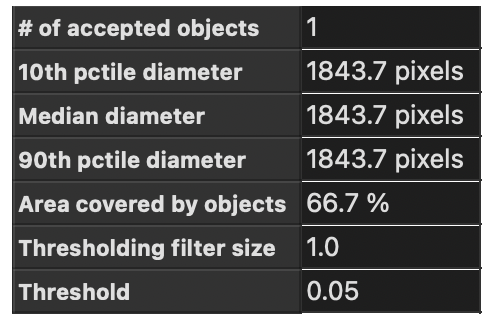 # of accepted objects 1
10th pctile diameter 1843.7 pixels
Median diameter 1843.7 pixels
90th pctile diameter 1843.7 pixels
Area covered by objects 66.7 %
Thresholding filter size 1.0
Threshold 0.05